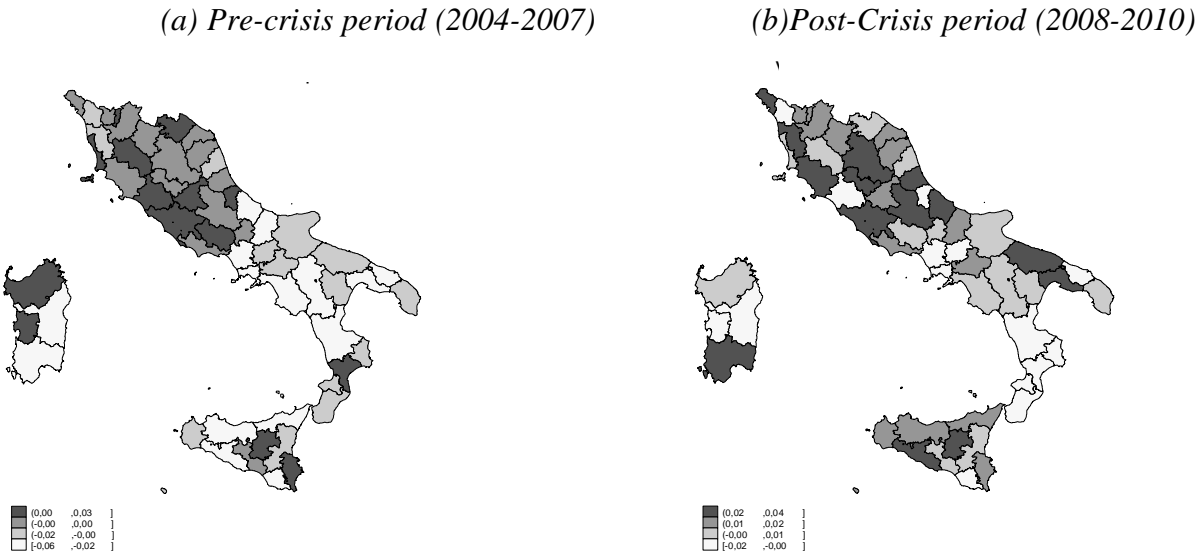 (a) Pre-crisis period (2004-2007)
(b)Post-Crisis period (2008-2010)
(0,00 ,0,03 ]
(-0,00 ,0,00 ]
(-0,02 ,-0,00 ]
[-0,06 ,-0,02 ]
(0,02 ,0,04 ]
(0,01 ,0,02 ]
(-0,00 ,0,01 ]
[-0,02 ,-0,00 ]